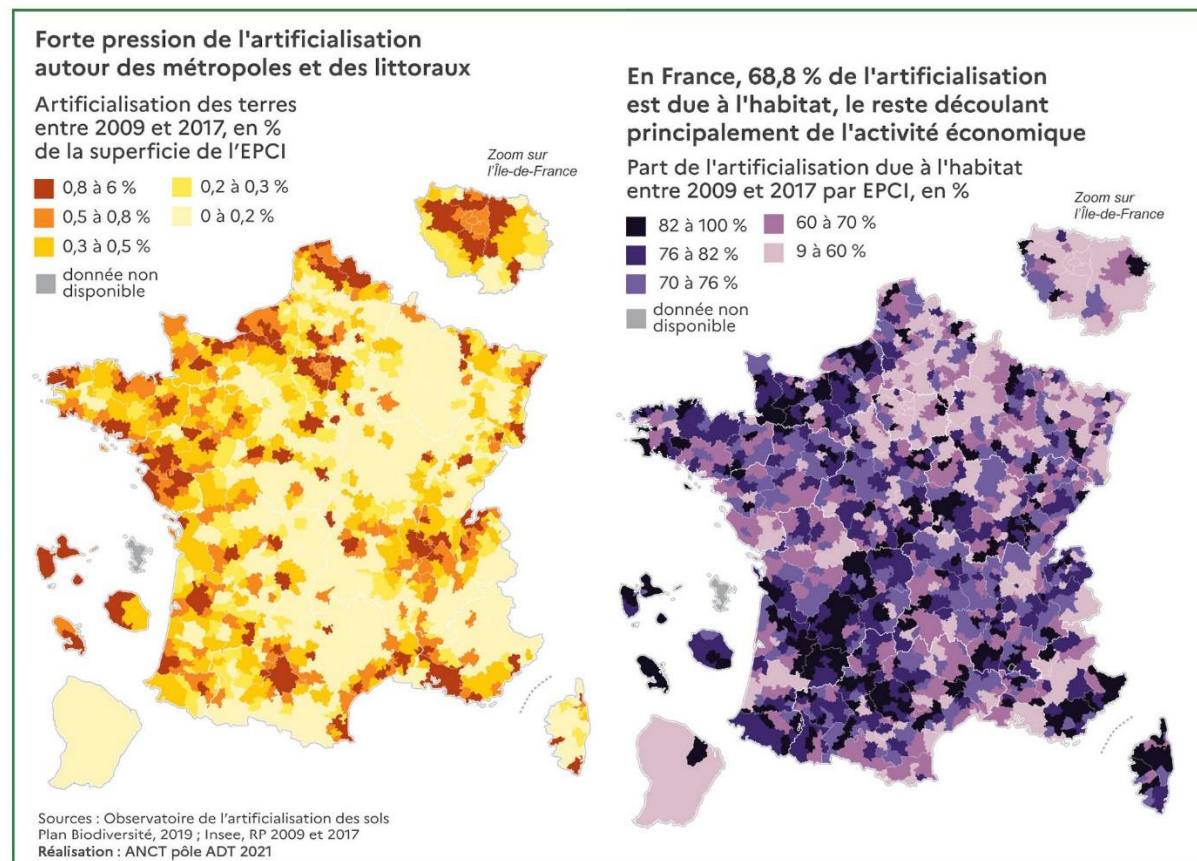 Forte pression de l'artificialisation
autour des métropoles et des littoraux
Artificialisation des terres
entre 2009 et 2017, en %
de la superficie de l'EPCI
0,8 à 6 %
0,2 à 0,3 %
0,5 à 0,8 %
0 à 0,2 %
0,3 à 0,5 %
donnée non
disponible
Zoom sur
l'Île-de-France
Sources : Observatoire de l'artificialisation des sols
Plan Biodiversité, 2019 ; Insee, RP 2009 et 2017
Réalisation : ANCT pôle ADT 2021
En France, 68,8 % de l'artificialisation
est due à l'habitat, le reste découlant
principalement de l'activité économique
Part de l'artificialisation due à l'habitat
entre 2009 et 2017 par EPCI, en %
82 à 100 %
60 à 70 %
76 à 82 %
9 à 60 %
70 à 76 %
donnée non
disponible
Zoom sur
l'Île-de-France